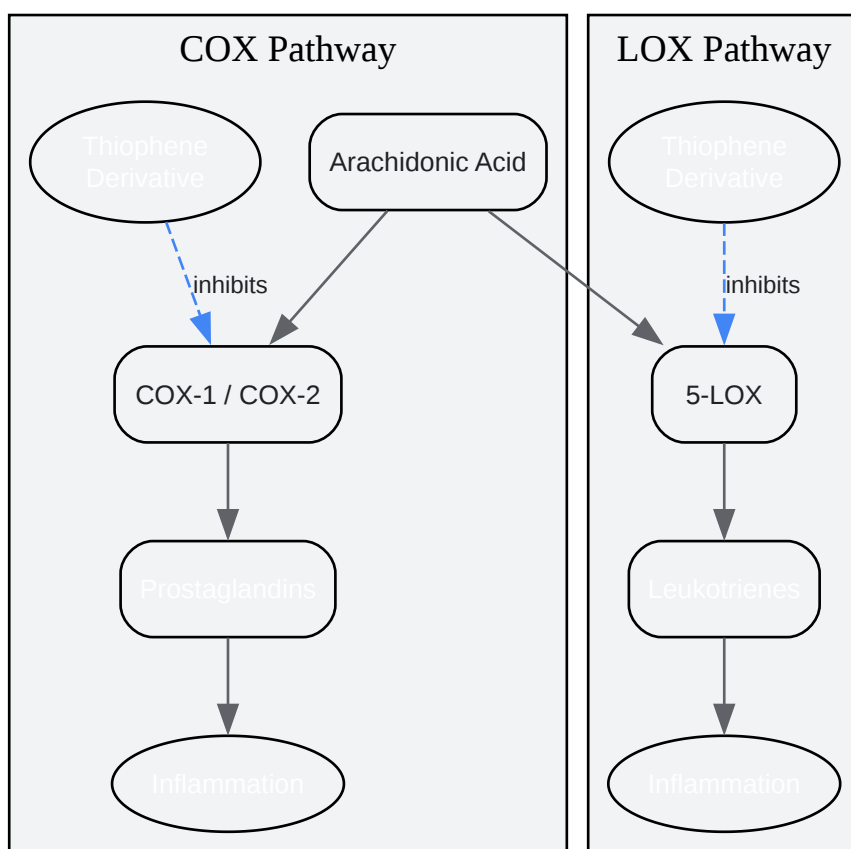 COX Pathway
Thiophene
Derivative
Arachidonic Acid
inhibits
COX-1 / COX-2
Prostaglandins
Inflammation
LOX Pathway
Thiophene
Derivative
inhibits
5-LOX
Leukotrienes
Inflammation